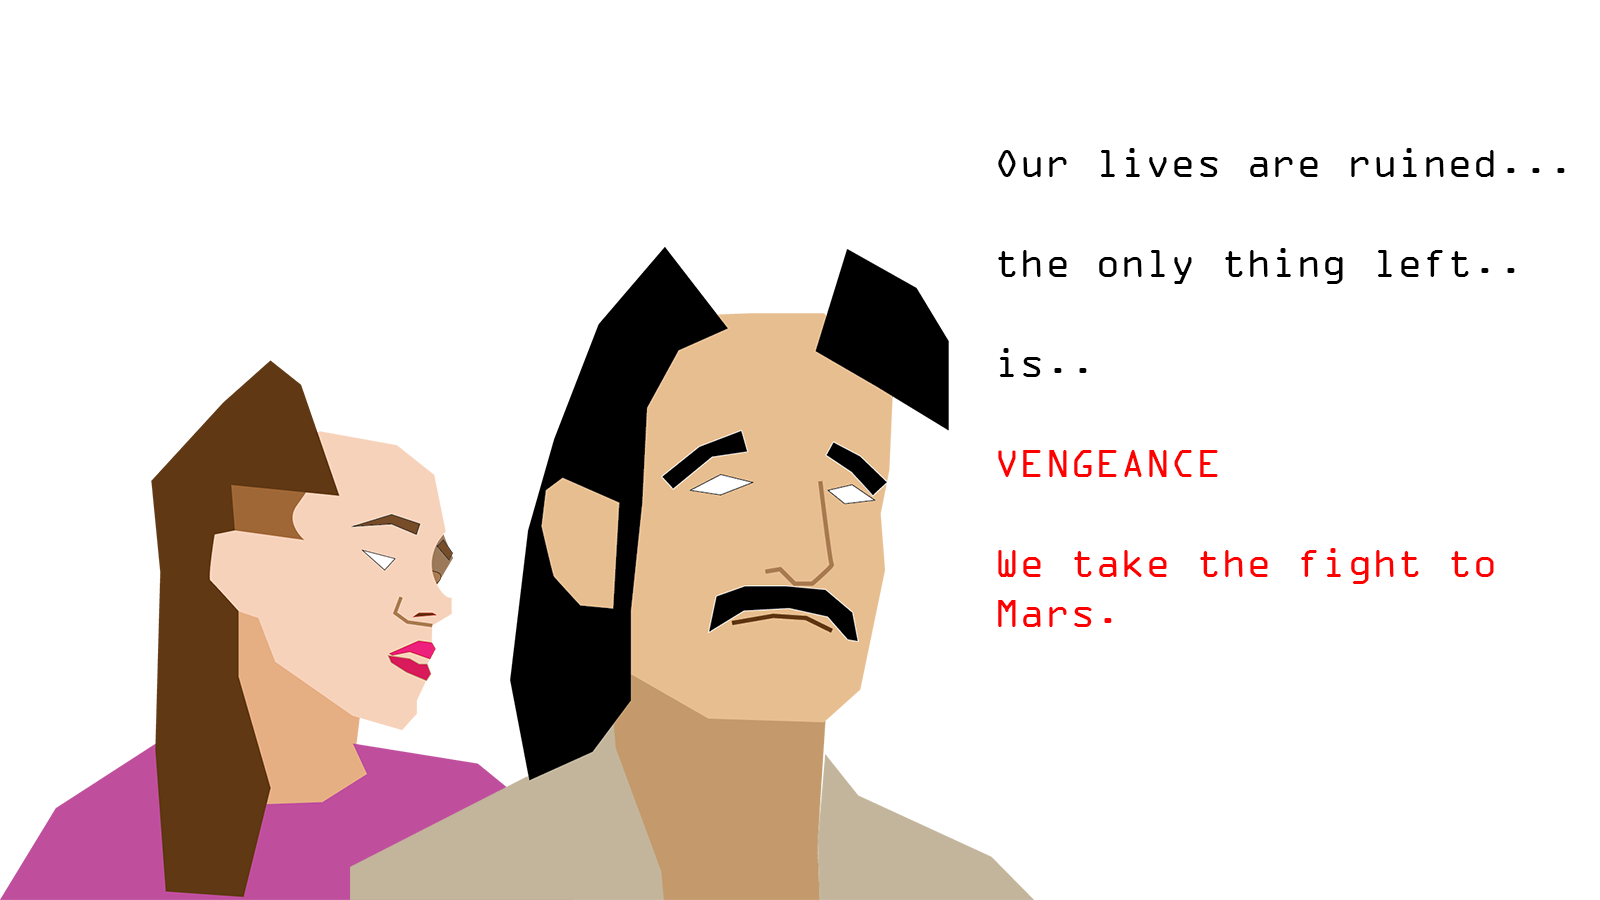 Our lives are ruined...
the only thing left..
is..
VENGEANCE
We take the fight to
Mars.